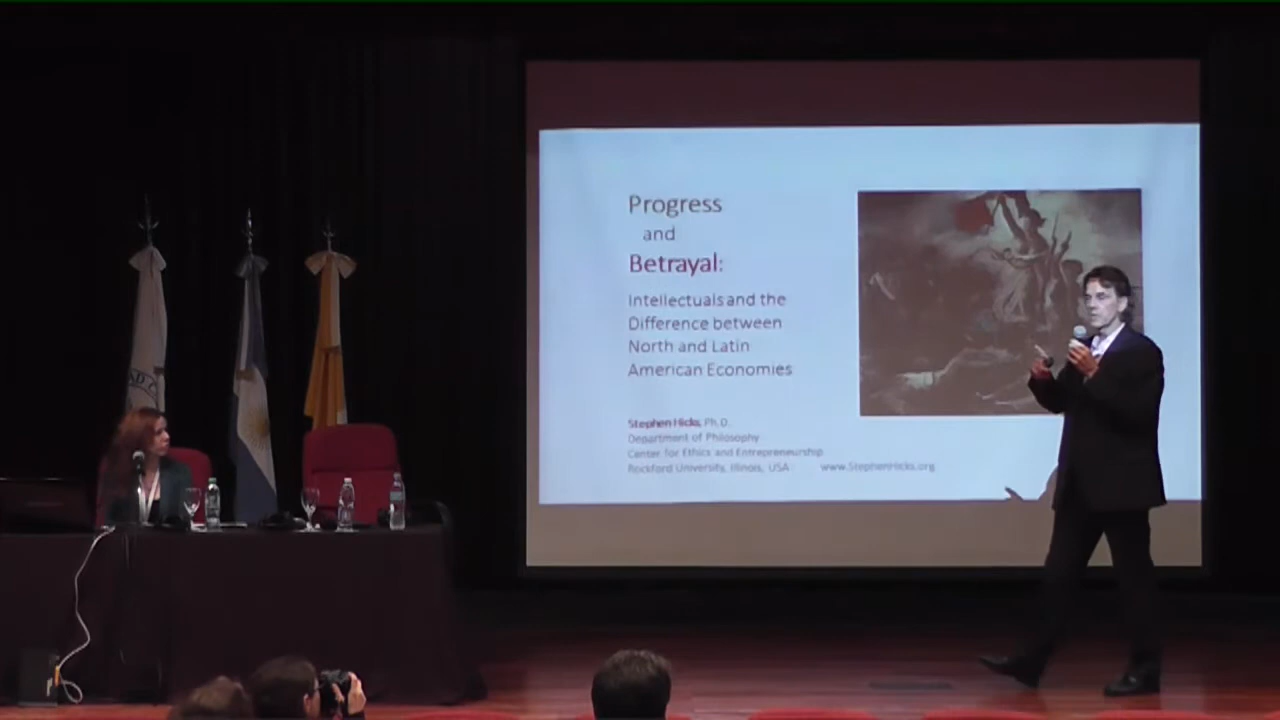 Progress
and
Betrayal:
Intellectuals and the
Difference between
North and Latin
American Economies
Stephen Hicks, Ph.D.
Department of Philosophy
Center for Ethics and Entrepreneurship
Rockford University, Illinois, USA www.StephenHicks.org